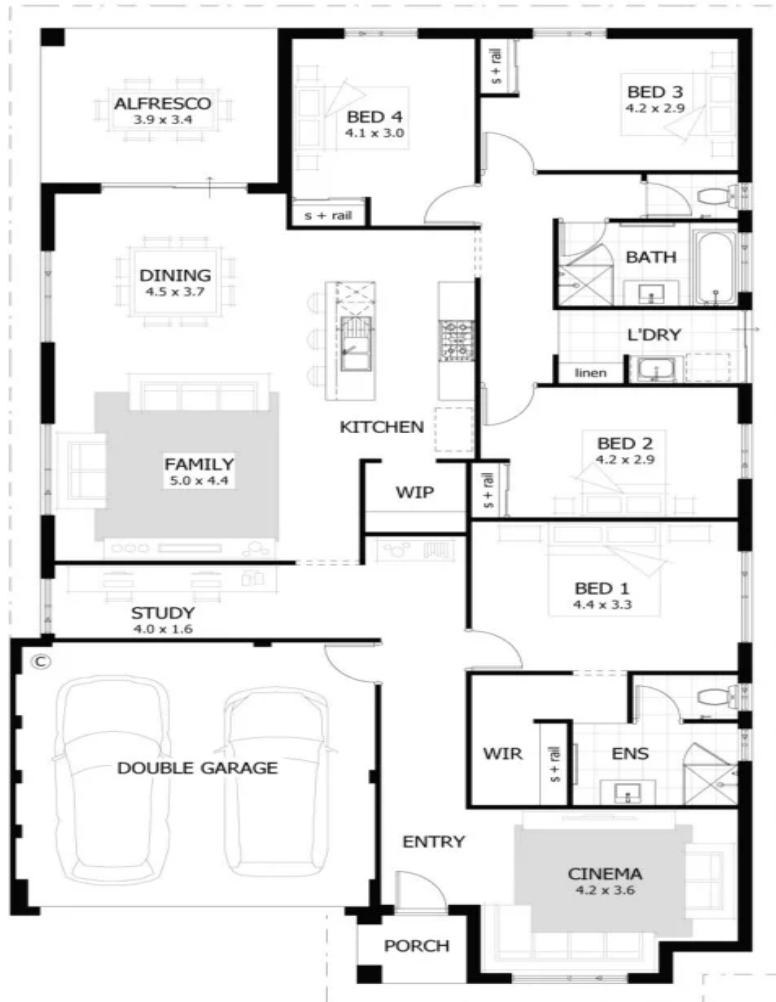 ALFRESCO
3.9 x 3.4
BED 4
4.1 x 3.0
s + rail
s + rail
BED 3
4.2 x 2.9
BATH
DINING
4.5 x 3.7
L'DRY
linen
KITCHEN
FAMILY
5.0 x 4.4
WIP
BED 2
4.2 x 2.9
s + rail
BED 1
4.4 x 3.3
STUDY
4.0 x 1.6
C
DOUBLE GARAGE
WIR
s + rail
ENS
ENTRY
CINEMA
4.2 x 3.6
PORCH